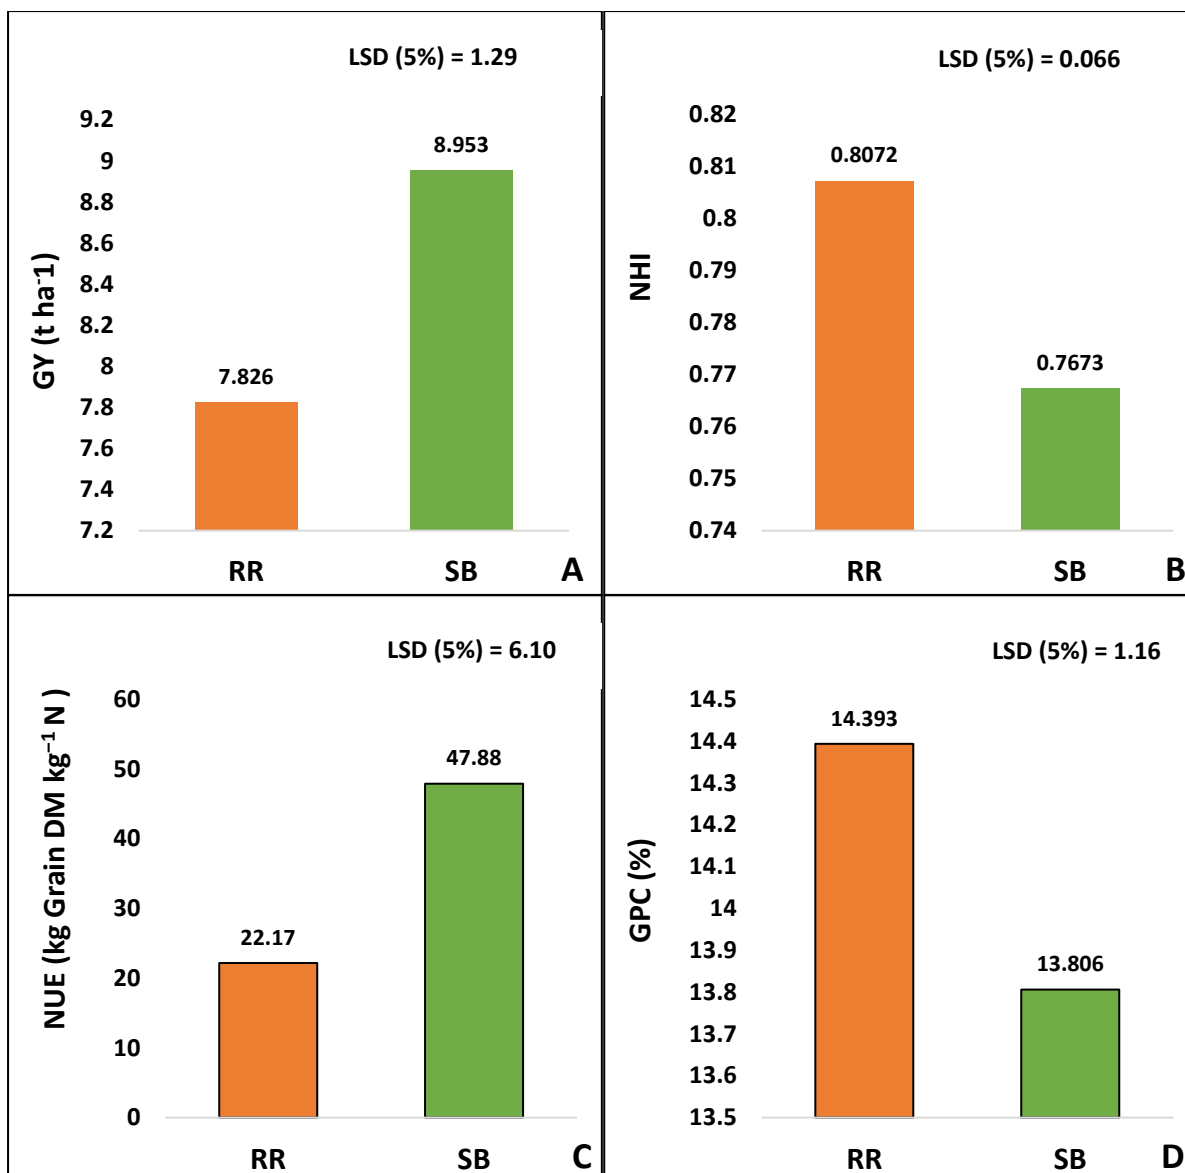 LSD (5%) = 1.29
GY (t ha-1)
9.2
9
8.8
8.6
8.4
8.2
8
7.8
7.6
7.4
7.2
7.826
8.953
RR
SB
A
LSD (5%) = 0.066
NHI
0.82
0.81
0.8
0.79
0.78
0.77
0.76
0.75
0.74
0.8072
0.7673
RR
SB
B
LSD (5%) = 6.10
NUE (kg Grain DM kg⁻¹ N )
60
50
40
30
20
10
0
22.17
47.88
RR
SB
C
LSD (5%) = 1.16
GPC (%)
14.5
14.4
14.3
14.2
14.1
14
13.9
13.8
13.7
13.6
13.5
14.393
13.806
RR
SB
D